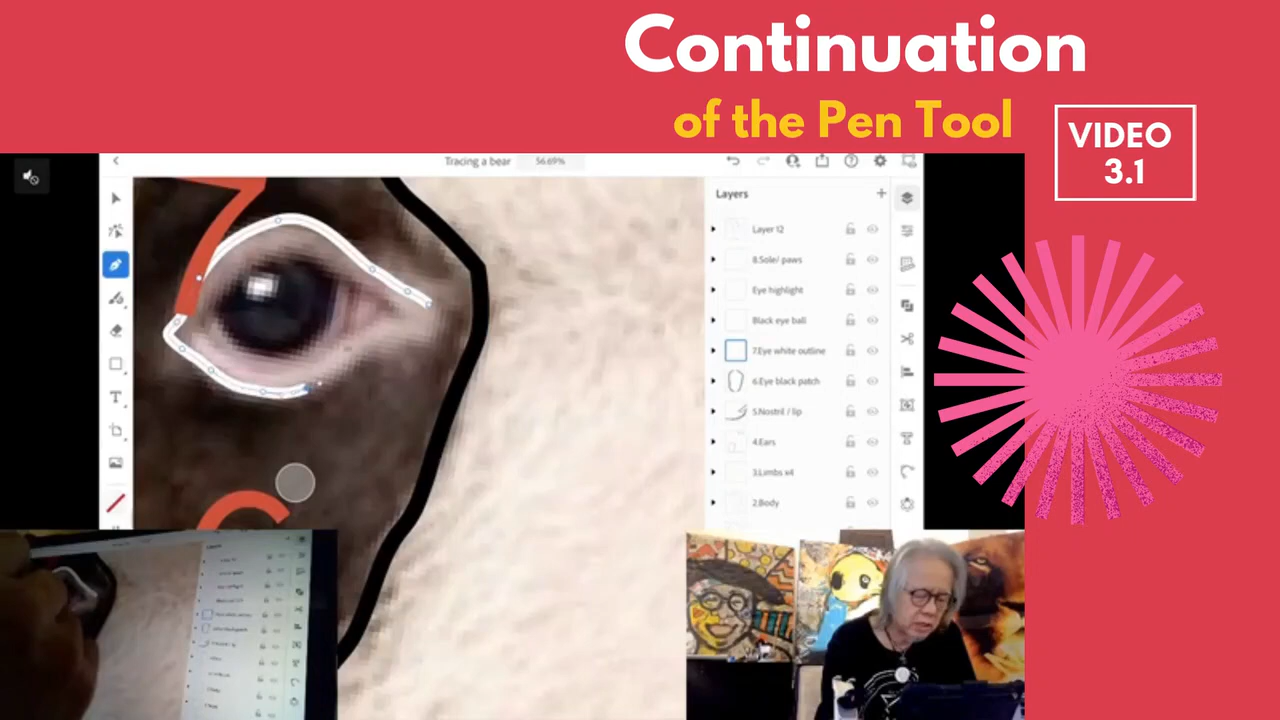 Continuation
of the Pen Tool
VIDEO
3.1
Tracing a bear
56.69%
Layers
Layer 12
8.Sole/ paws
Eye highlight
Black eye ball
7.Eye white outline
6.Eye black patch
5.Nostril / lip
4.Ears
3.Limbs x4
2.Body
7
T